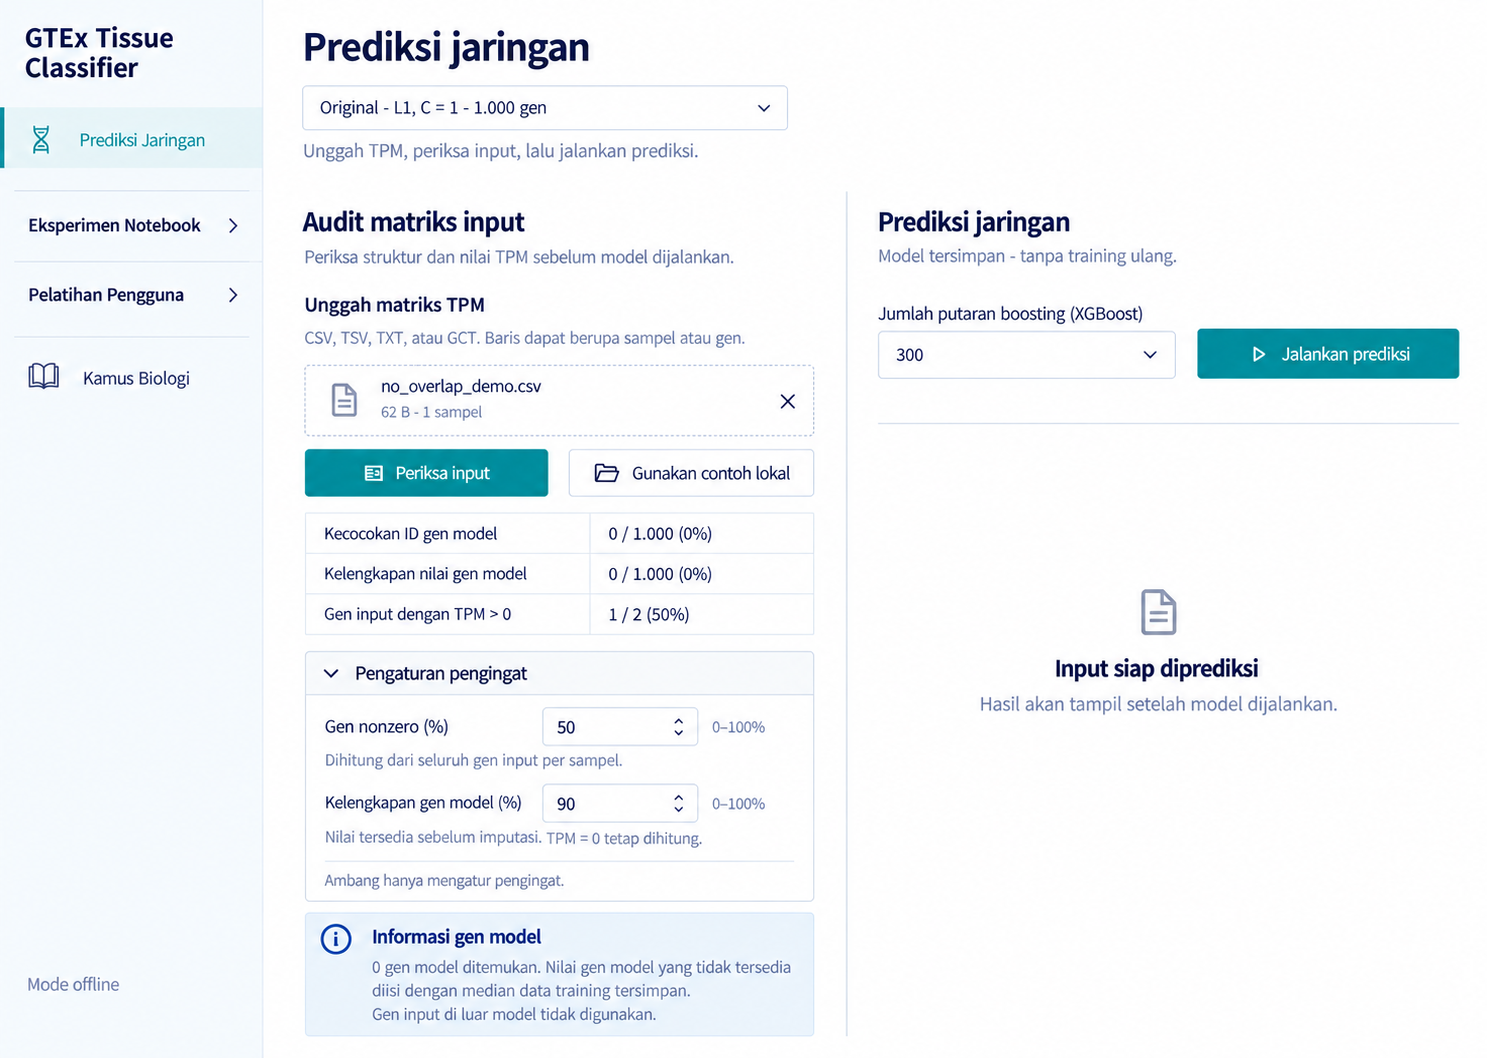 GTEx Tissue
Classifier
Prediksi Jaringan
Eksperimen Notebook
Pelatihan Pengguna
Kamus Biologi
Mode offline
Prediksi jaringan
Original - L1, C = 1 - 1.000 gen
Unggah TPM, periksa input, lalu jalankan prediksi.
Audit matriks input
Periksa struktur dan nilai TPM sebelum model dijalankan.
Unggah matriks TPM
CSV, TSV, TXT, atau GCT. Baris dapat berupa sampel atau gen.
no_overlap_demo.csv
62 B - 1 sampel
Periksa input
Gunakan contoh lokal
Kecocokan ID gen model 0 / 1.000 (0%)
Kelengkapan nilai gen model 0 / 1.000 (0%)
Gen input dengan TPM > 0 1 / 2 (50%)
Pengaturan pengingat
Gen nonzero (%) 50 0–100%
Dihitung dari seluruh gen input per sampel.
Kelengkapan gen model (%) 90 0–100%
Nilai tersedia sebelum imputasi. TPM = 0 tetap dihitung.
Ambang hanya mengatur pengingat.
Informasi gen model
0 gen model ditemukan. Nilai gen model yang tidak tersedia
diisi dengan median data training tersimpan.
Gen input di luar model tidak digunakan.
Prediksi jaringan
Model tersimpan - tanpa training ulang.
Jumlah putaran boosting (XGBoost)
300
Jalankan prediksi
Input siap diprediksi
Hasil akan tampil setelah model dijalankan.